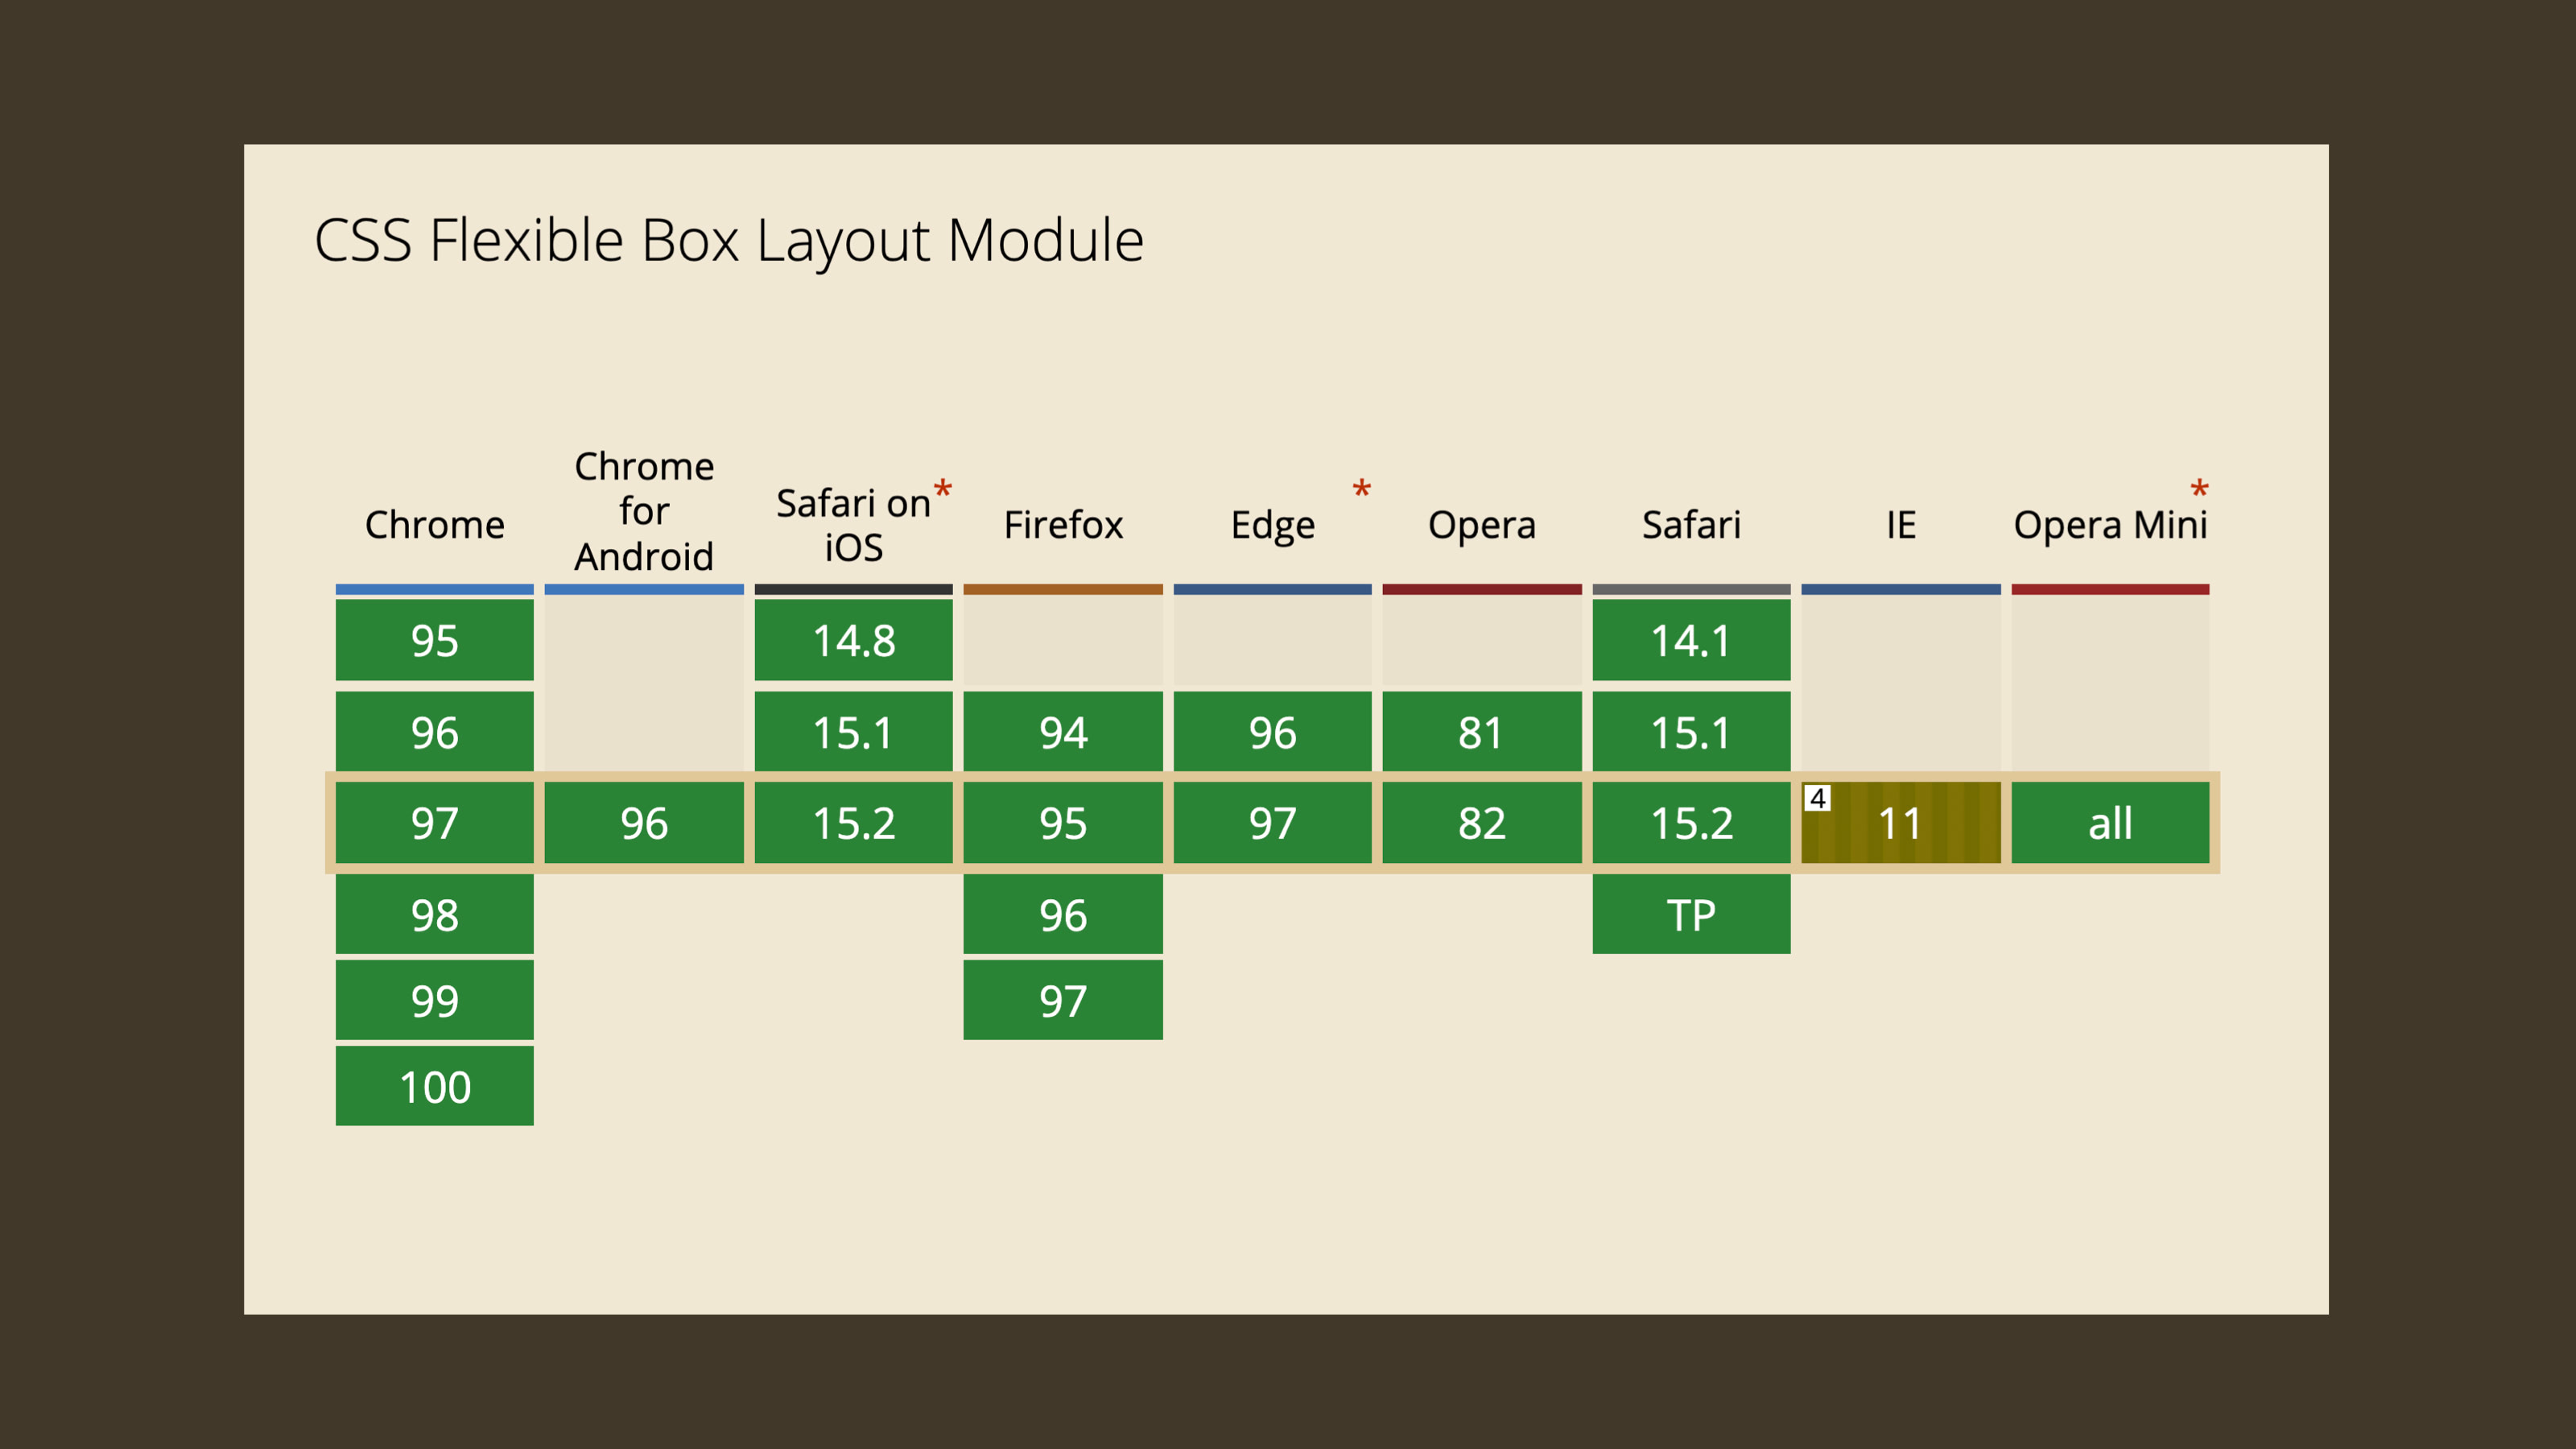 CSS Flexible Box Layout Module
Chrome
Chrome
for
Android
Safari on*
iOS
Firefox
Edge *
Opera
Safari
IE
Opera Mini *
95 14.8 14.1
96 15.1 94 96 81 15.1
97 96 15.2 95 97 82 15.2 4 11 all
98 96 TP
99 97
100